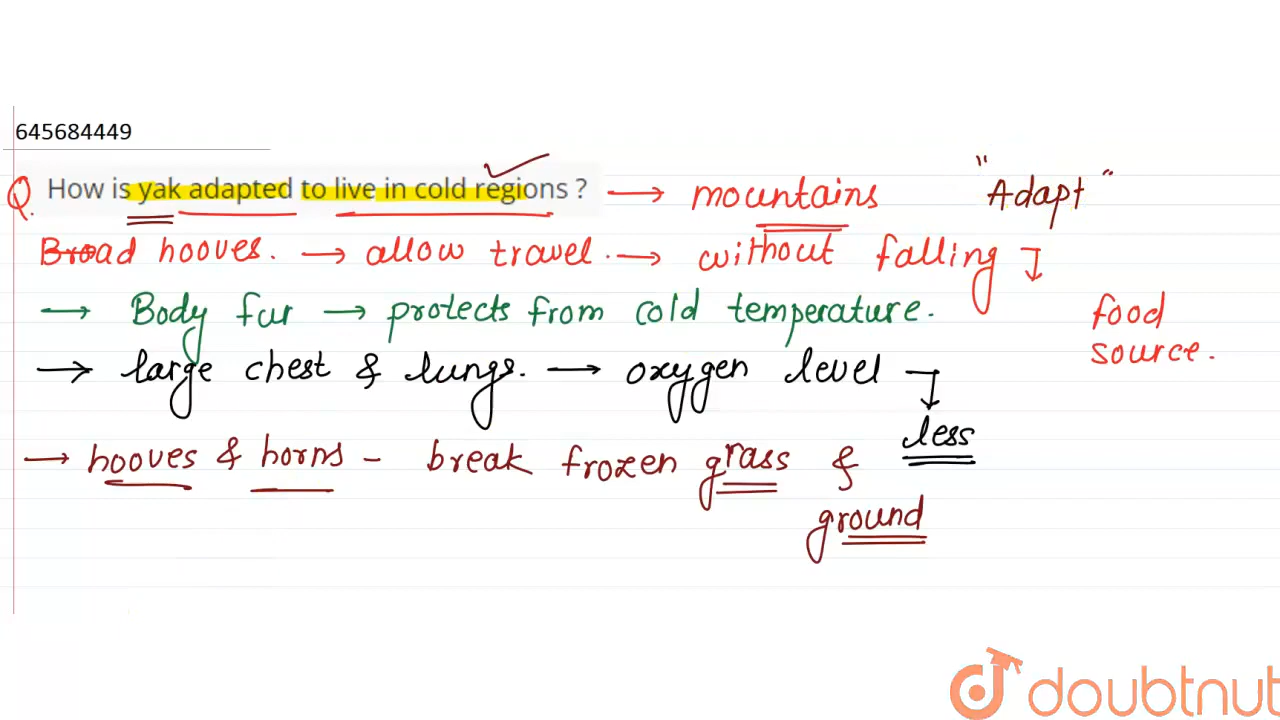 645684449
Q. How is yak adapted to live in cold regions ? → mountains "Adapt"
Broad hooves. → allow travel. → without falling
→ Body fur → protects from cold temperature.
food
source.
→ large chest & lungs. → oxygen level
less
→ hooves & horns - break frozen grass &
ground
doubtnut